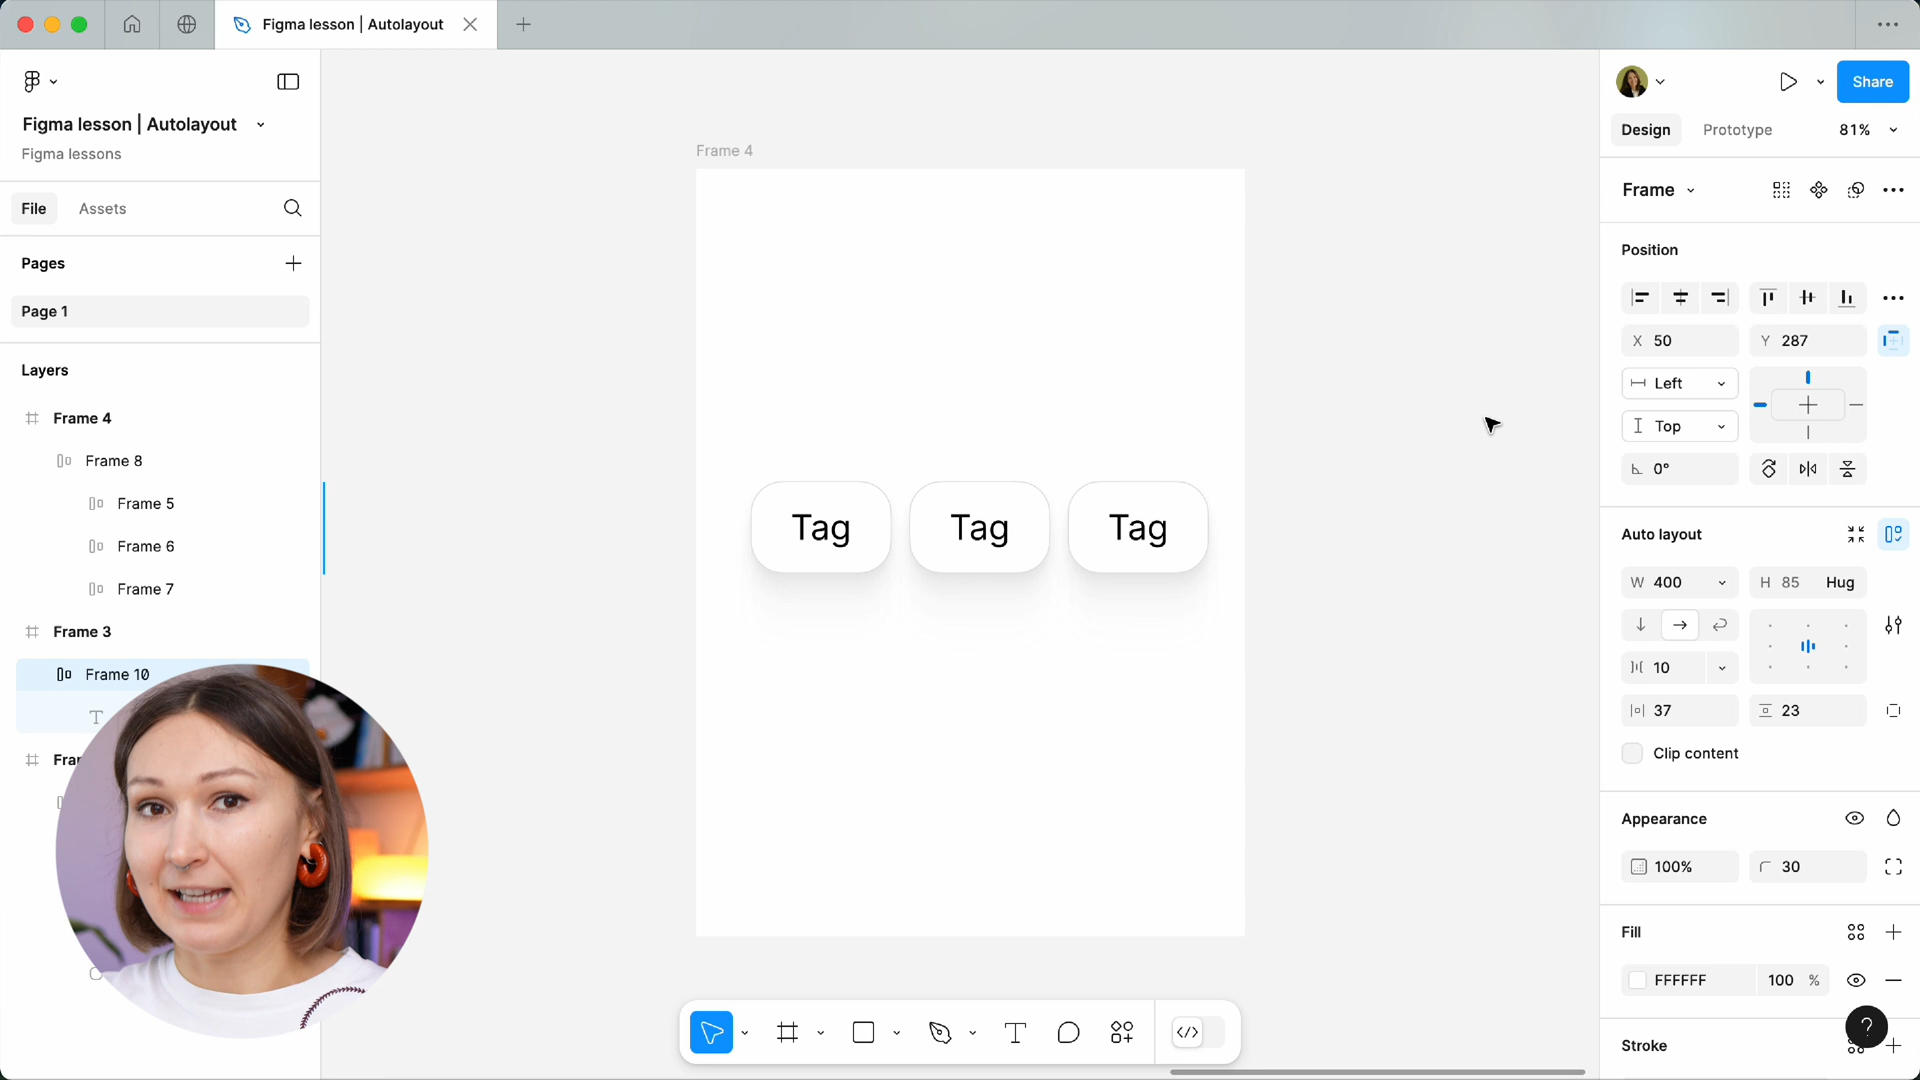 Figma lesson | Autolayout
Figma lesson | Autolayout
Figma lessons
File
Assets
Pages
Page 1
Layers
Frame 4
Frame 8
Frame 5
Frame 6
Frame 7
Frame 3
Frame 10
Frame 4
Tag
Tag
Tag
Share
Design
Prototype
81%
Frame
Position
X 50
Y 287
Left
Top
0°
Auto layout
W 400
H 85 Hug
10
37
23
Clip content
Appearance
100%
30
Fill
FFFFFF
100 %
Stroke
?